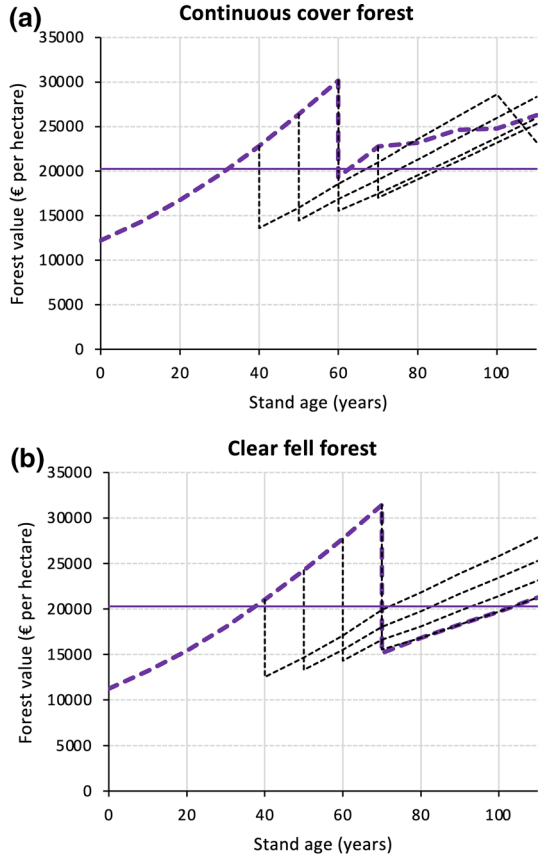 (a)
Continuous cover forest
35000
30000
25000
20000
15000
10000
5000
0
Forest value (€ per hectare)
0 20 40 60 80 100
Stand age (years)
(b)
Clear fell forest
35000
30000
25000
20000
15000
10000
5000
0
Forest value (€ per hectare)
0 20 40 60 80 100
Stand age (years)